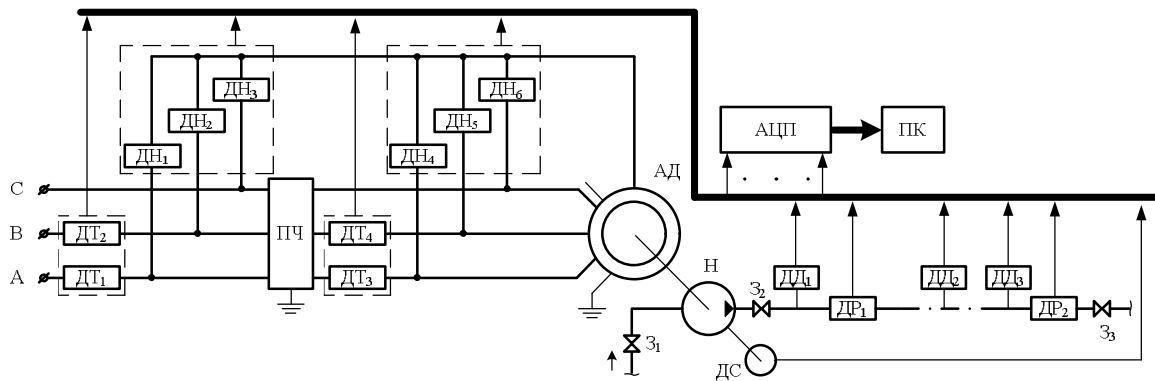 ДН₃
ДН₂
ДН₁
ДН₆
ДН₅
ДН₄
АЦП
ПК
. . .
АД
С
В
А
ДТ₂
ДТ₁
ПЧ
ДТ₄
ДТ₃
Н
З₂
З₁
ДД₁
ДР₁
ДД₂
ДД₃
ДР₂
З₃
ДС